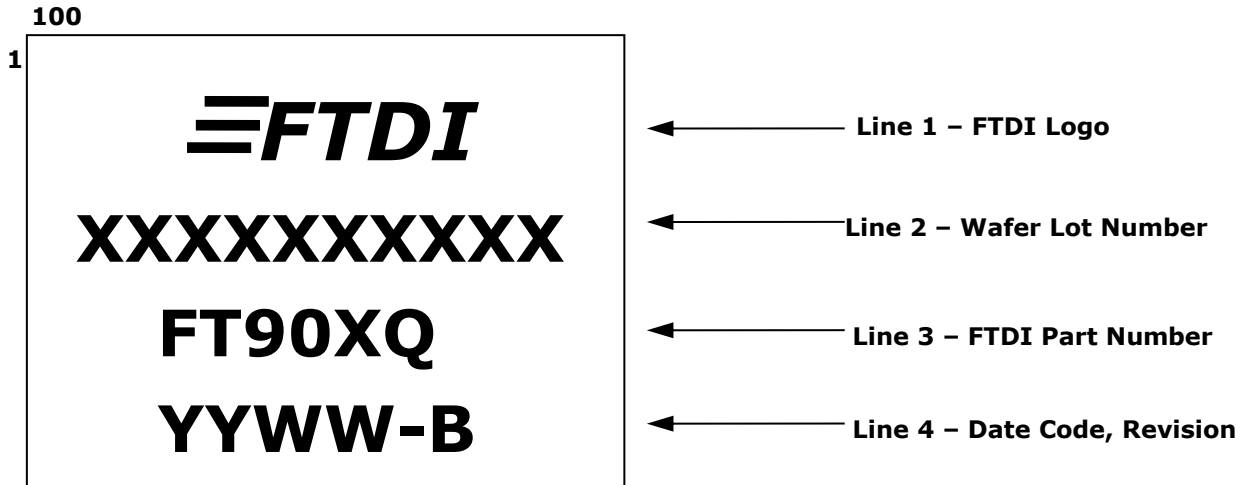 100
1
FTDI
Line 1 – FTDI Logo
XXXXXXXXXX
Line 2 – Wafer Lot Number
FT90XQ
Line 3 – FTDI Part Number
YYWW-B
Line 4 – Date Code, Revision